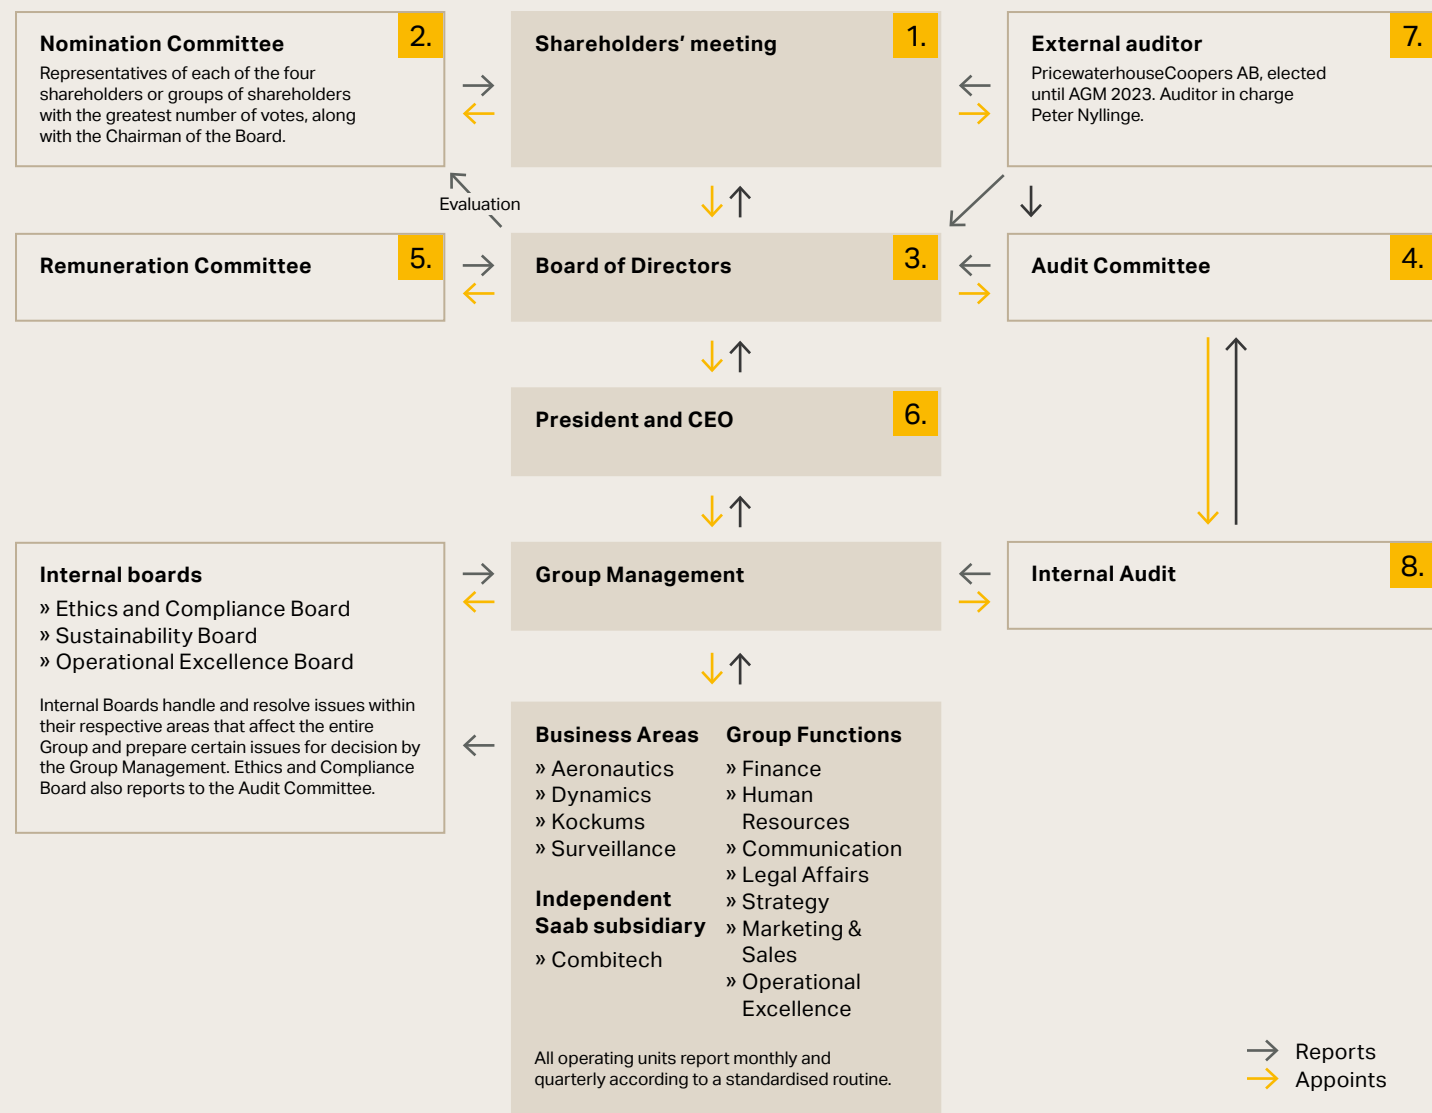 Nomination Committee
2.
Representatives of each of the four
shareholders or groups of shareholders
with the greatest number of votes, along
with the Chairman of the Board.
Shareholders' meeting
1.
External auditor
7.
PricewaterhouseCoopers AB, elected
until AGM 2023. Auditor in charge
Peter Nyllinge.
Evaluation
Remuneration Committee
5.
Board of Directors
3.
Audit Committee
4.
President and CEO
6.
Internal boards
» Ethics and Compliance Board
» Sustainability Board
» Operational Excellence Board
Internal Boards handle and resolve issues within
their respective areas that affect the entire
Group and prepare certain issues for decision by
the Group Management. Ethics and Compliance
Board also reports to the Audit Committee.
Group Management
Internal Audit
8.
Business Areas
» Aeronautics
» Dynamics
» Kockums
» Surveillance
Independent
Saab subsidiary
» Combitech
Group Functions
» Finance
» Human
Resources
» Communication
» Legal Affairs
» Strategy
» Marketing &
Sales
» Operational
Excellence
All operating units report monthly and
quarterly according to a standardised routine.
Reports
Appoints